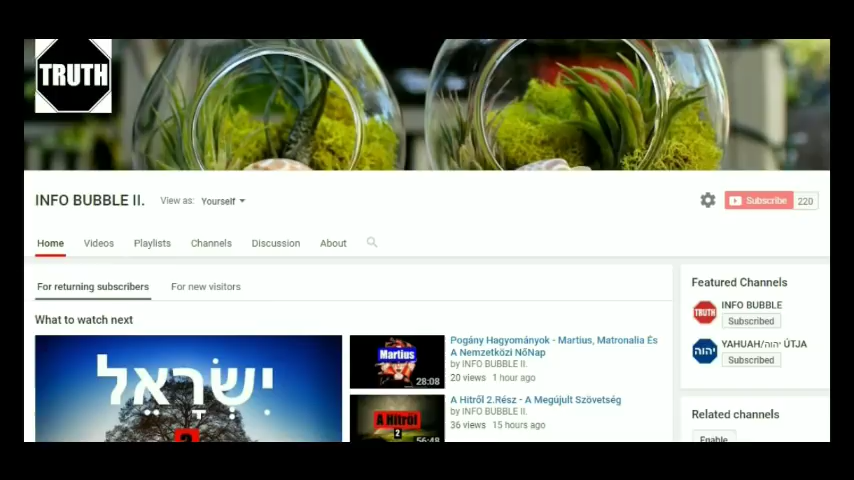 TRUTH
INFO BUBBLE II.
View as: Yourself
Subscribe 220
Home Videos Playlists Channels Discussion About
For returning subscribers For new visitors
What to watch next
יִשְׂרָאֵל
2
Martius
28:08
Pogány Hagyományok - Martius, Matronalia És
A Nemzetközi NőNap
by INFO BUBBLE II.
20 views 1 hour ago
A Hitről
2
56:48
A Hitről 2.Rész - A Megújult Szövetség
by INFO BUBBLE II.
36 views 15 hours ago
Featured Channels
TRUTH
INFO BUBBLE
Subscribed
יהוה
YAHUAH/יהוה ÚTJA
Subscribed
Related channels
Enable